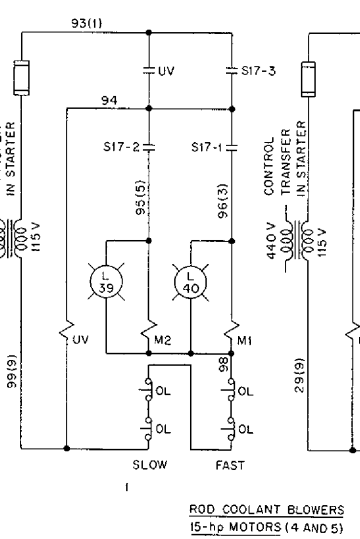 93(1)
UV
S17-3
94
S17-2
S17-1
95(5)
96(3)
CONTROL
TRANSFER
IN STARTER
IN STARTER
115 V
440 V
115 V
L
39
L
40
UV
M2
M1
99(9)
98
29(9)
OL
OL
OL
OL
SLOW
FAST
ROD COOLANT BLOWERS
15-hp MOTORS (4 AND 5)